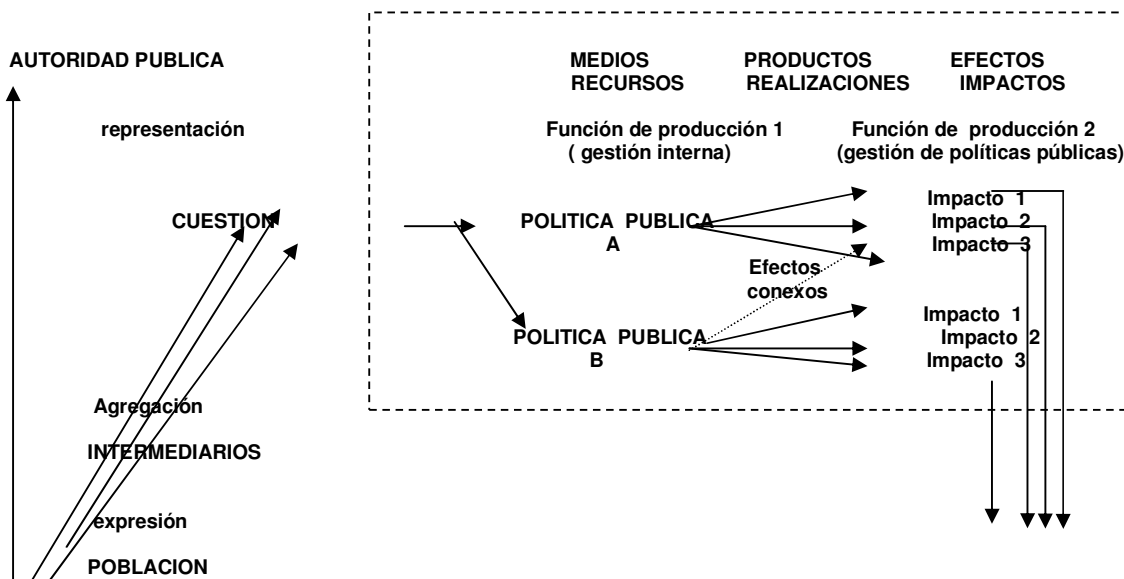 AUTORIDAD PUBLICA
representación
CUESTION
Agregación
INTERMEDIARIOS
expresión
POBLACION
MEDIOS
RECURSOS
PRODUCTOS
REALIZACIONES
EFECTOS
IMPACTOS
Función de producción 1
( gestión interna)
Función de producción 2
(gestión de políticas públicas)
POLITICA PUBLICA
A
Impacto 1
Impacto 2
Impacto 3
Efectos
conexos
POLITICA PUBLICA
B
Impacto 1
Impacto 2
Impacto 3